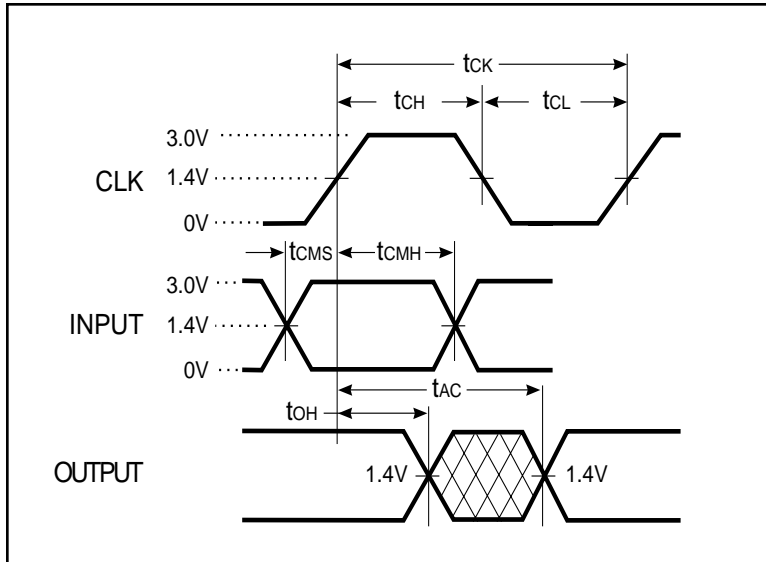 tCK
tCH tCL
3.0V
CLK 1.4V
0V
tCMS tCMH
3.0V
INPUT 1.4V
0V
tAC
tOH
OUTPUT 1.4V 1.4V